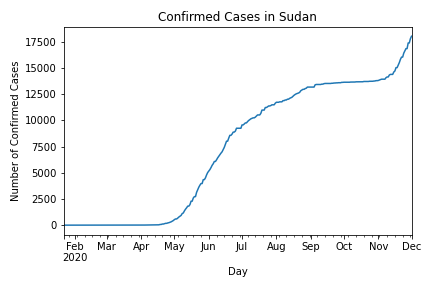 Confirmed Cases in Sudan
Number of Confirmed Cases
17500
15000
12500
10000
7500
5000
2500
0
Feb Mar Apr May Jun Jul Aug Sep Oct Nov Dec
2020
Day